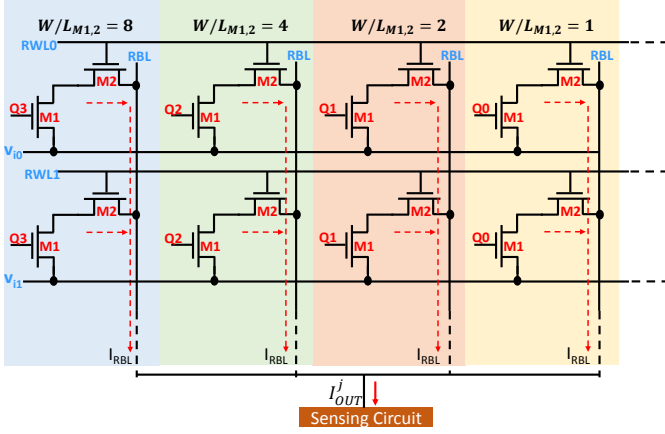 W/L_{M1,2} = 8 W/L_{M1,2} = 4 W/L_{M1,2} = 2 W/L_{M1,2} = 1
RWL0 RBL RBL RBL RBL
M2 M2 M2 M2
Q3 M1 Q2 M1 Q1 M1 Q0 M1
V_{i0}
RWL1
M2 M2 M2 M2
Q3 M1 Q2 M1 Q1 M1 Q0 M1
V_{i1}
I_{RBL} I_{RBL} I_{RBL} I_{RBL}
I_{OUT}^{j}
Sensing Circuit